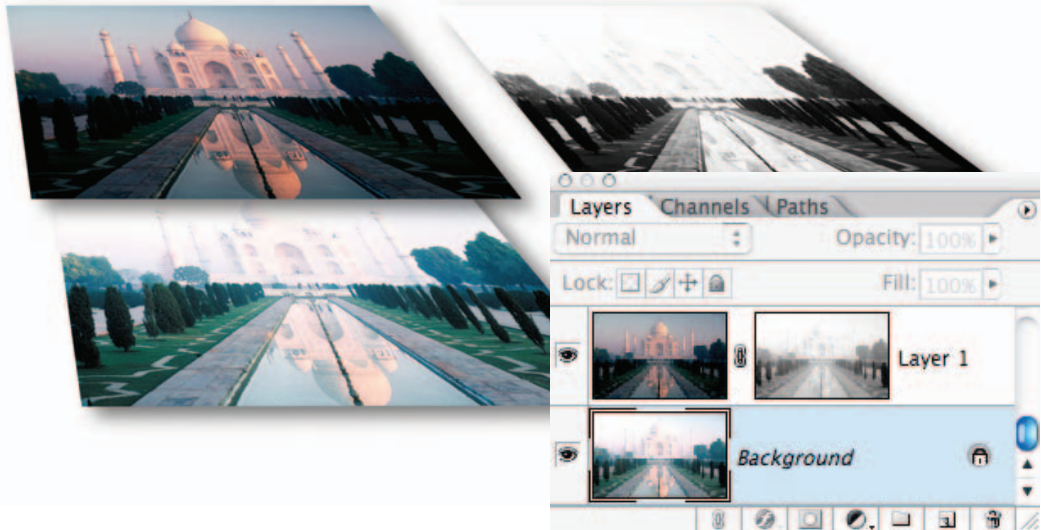 Layers Channels Paths
Normal Opacity: 100%
Lock: Fill: 100%
Layer 1
Background